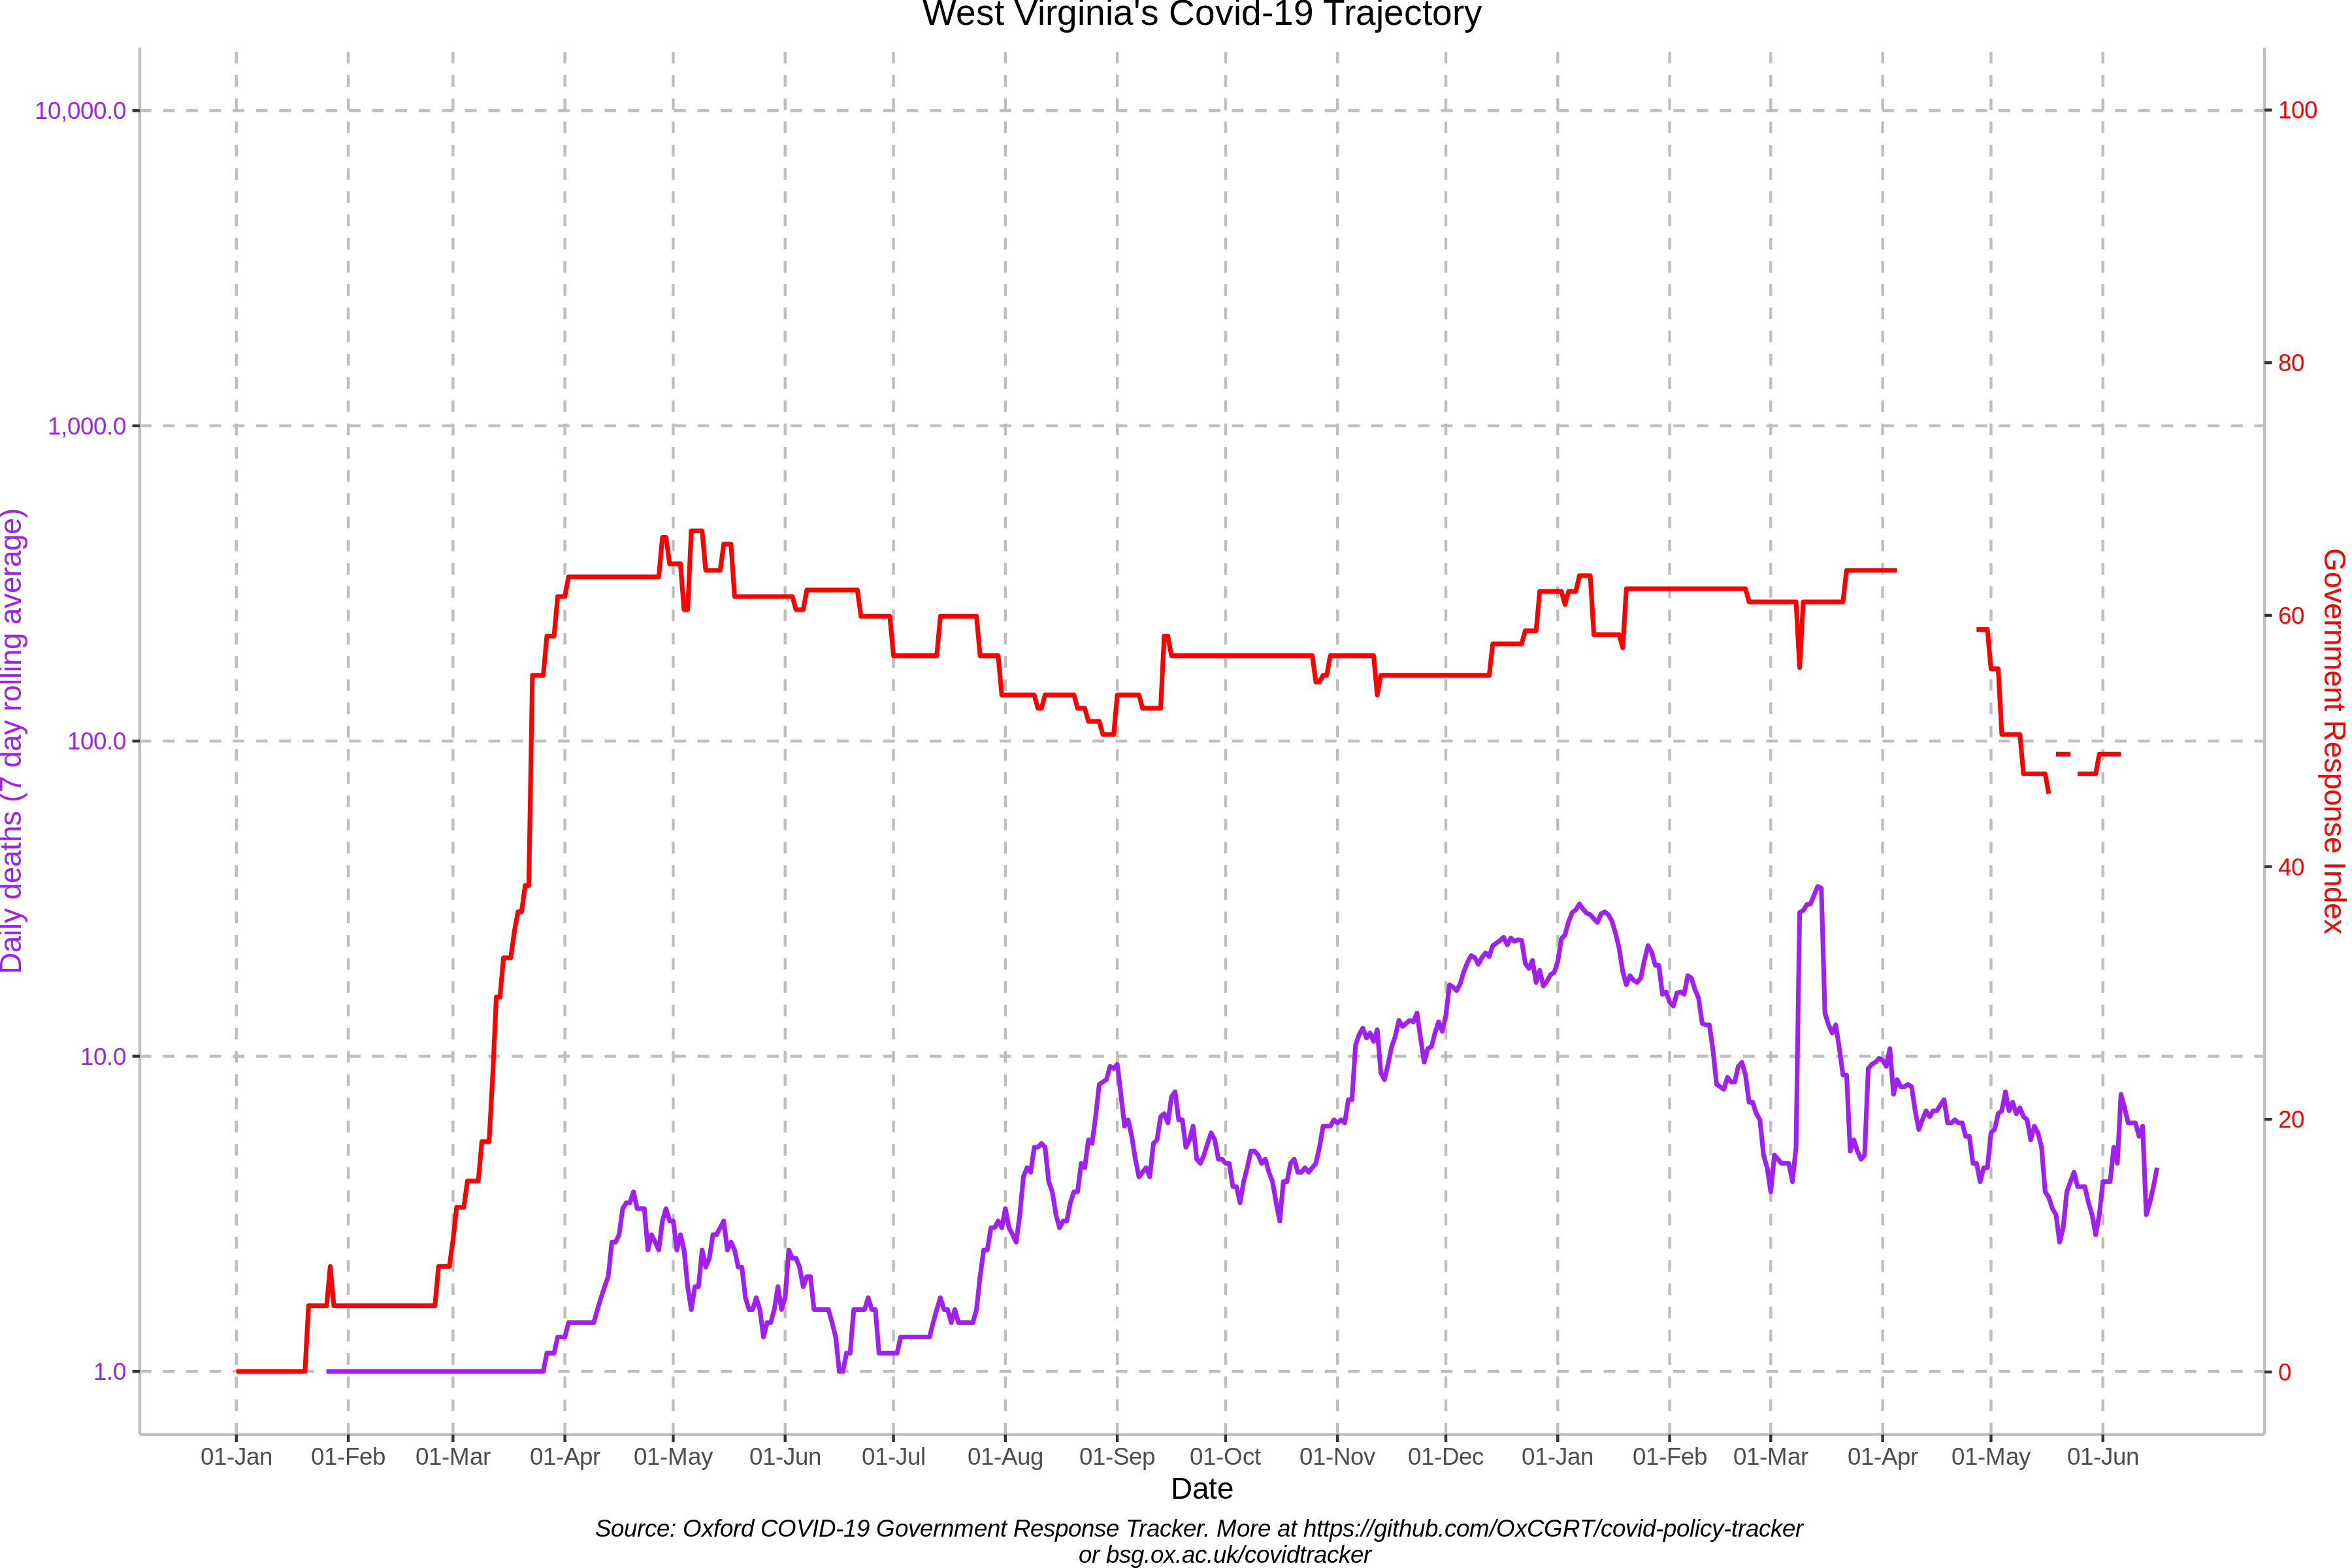 West Virginia's Covid-19 Trajectory
10,000.0
1,000.0
100.0
10.0
1.0
Daily deaths (7 day rolling average)
100
80
60
40
20
0
Government Response Index
01-Jan 01-Feb 01-Mar 01-Apr 01-May 01-Jun 01-Jul 01-Aug 01-Sep 01-Oct 01-Nov 01-Dec 01-Jan 01-Feb 01-Mar 01-Apr 01-May 01-Jun
Date
Source: Oxford COVID-19 Government Response Tracker. More at https://github.com/OxCGRT/covid-policy-tracker
or bsg.ox.ac.uk/covidtracker